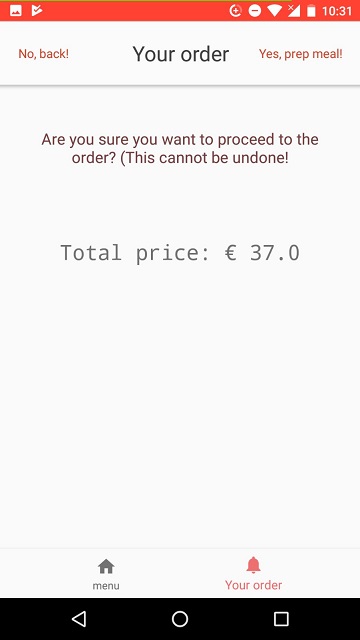 10:31
No, back!
Your order
Yes, prep meal!
Are you sure you want to proceed to the
order? (This cannot be undone!
Total price: € 37.0
menu
Your order